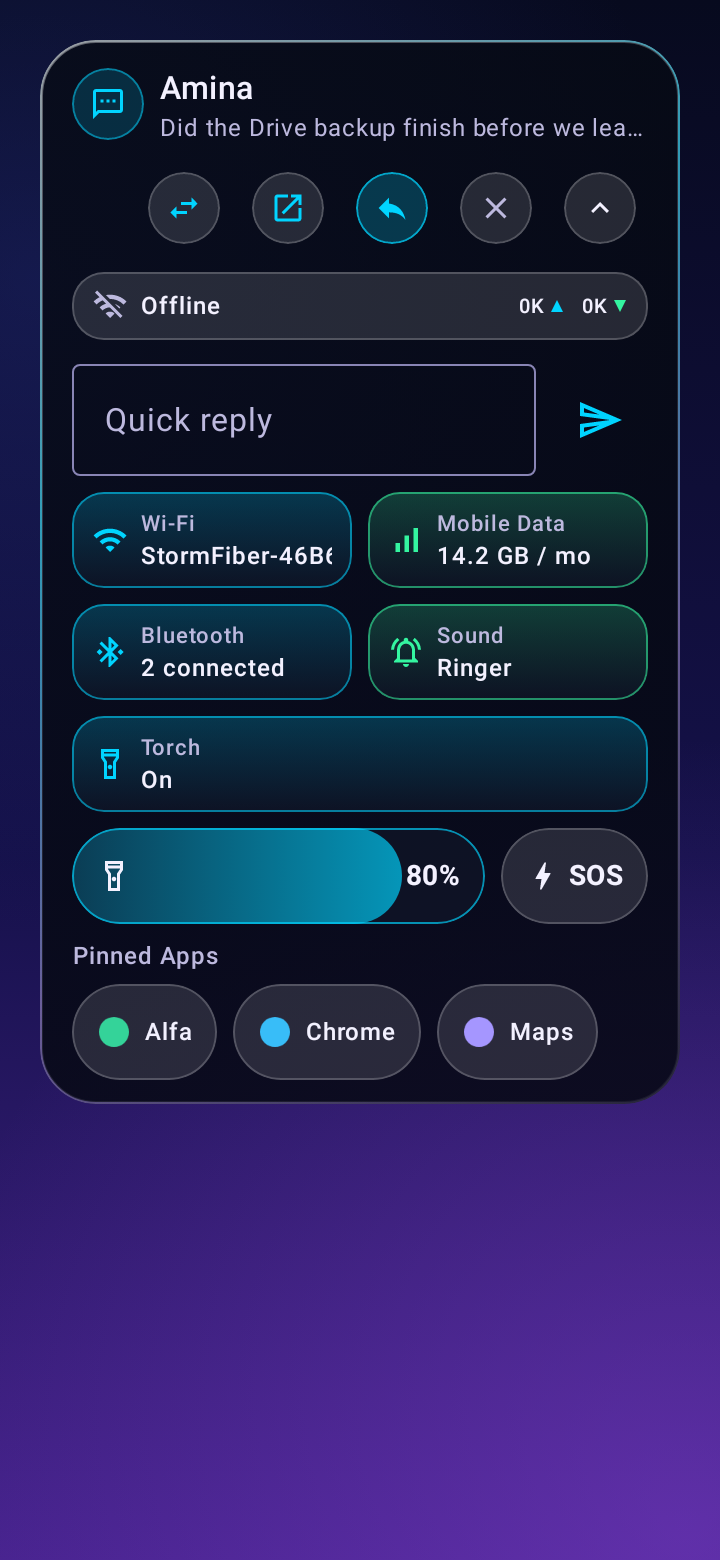 Amina
Did the Drive backup finish before we lea…
Offline
0K ▲ 0K ▼
Quick reply
Wi-Fi
StormFiber-46B
Mobile Data
14.2 GB / mo
Bluetooth
2 connected
Sound
Ringer
Torch
On
80%
SOS
Pinned Apps
Alfa
Chrome
Maps